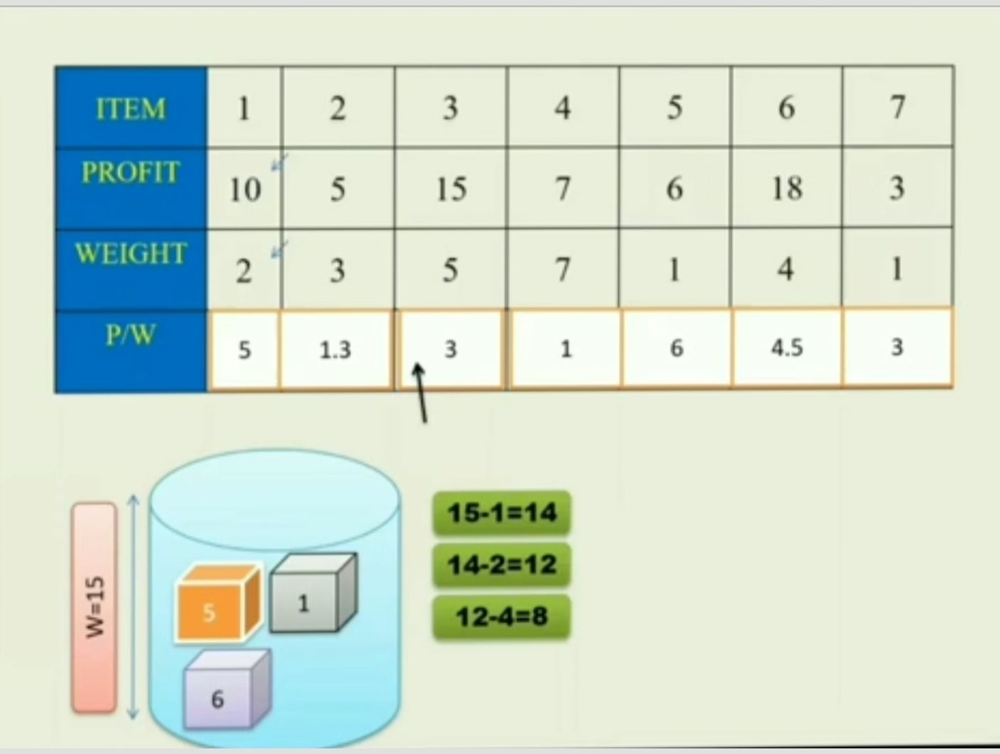 ITEM 1 2 3 4 5 6 7
PROFIT 10 5 15 7 6 18 3
WEIGHT 2 3 5 7 1 4 1
P/W 5 1.3 3 1 6 4.5 3
W=15
5 1
6
15-1=14
14-2=12
12-4=8